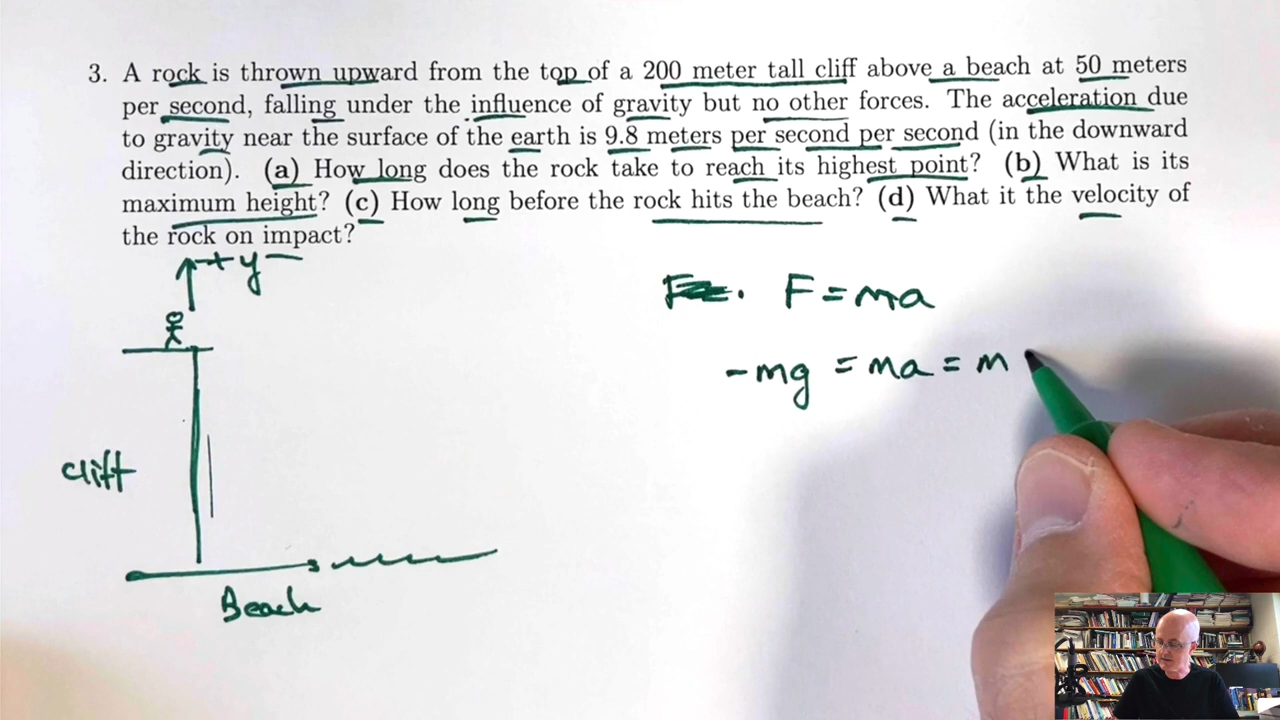 3. A rock is thrown upward from the top of a 200 meter tall cliff above a beach at 50 meters
per second, falling under the influence of gravity but no other forces. The acceleration due
to gravity near the surface of the earth is 9.8 meters per second per second (in the downward
direction). (a) How long does the rock take to reach its highest point? (b) What is its
maximum height? (c) How long before the rock hits the beach? (d) What it the velocity of
the rock on impact?
+y
F = ma
-mg = ma = m
cliff
Beach